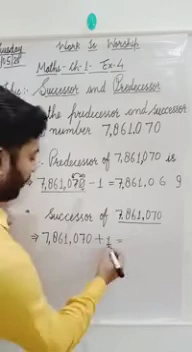 Work Is Worship
Maths - Ch. 1 - Ex-4
Successor and Predecessor
the predecessor and successor
number 7,861,070
Predecessor of 7,861,070 is
⇒ 7,861,070 - 1 = 7,861,069
Successor of 7,861,070
⇒ 7,861,070 + 1 =